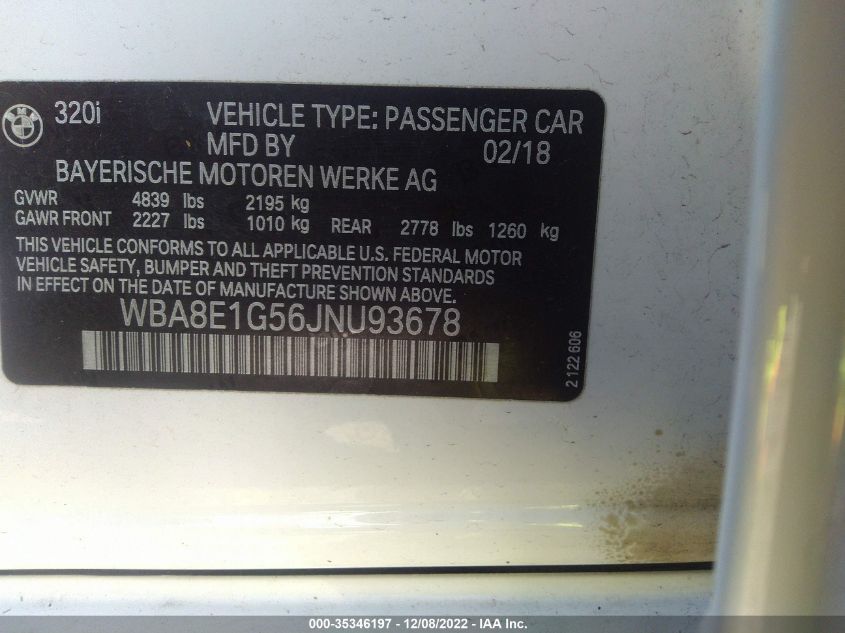 BMW
320i VEHICLE TYPE: PASSENGER CAR
MFD BY 02/18
BAYERISCHE MOTOREN WERKE AG
GVWR 4839 lbs 2195 kg
GAWR FRONT 2227 lbs 1010 kg REAR 2778 lbs 1260 kg
THIS VEHICLE CONFORMS TO ALL APPLICABLE U.S. FEDERAL MOTOR
VEHICLE SAFETY, BUMPER AND THEFT PREVENTION STANDARDS
IN EFFECT ON THE DATE OF MANUFACTURE SHOWN ABOVE.
WBA8E1G56JNU93678
2 122 606
000-35346197 - 12/08/2022 - IAA Inc.